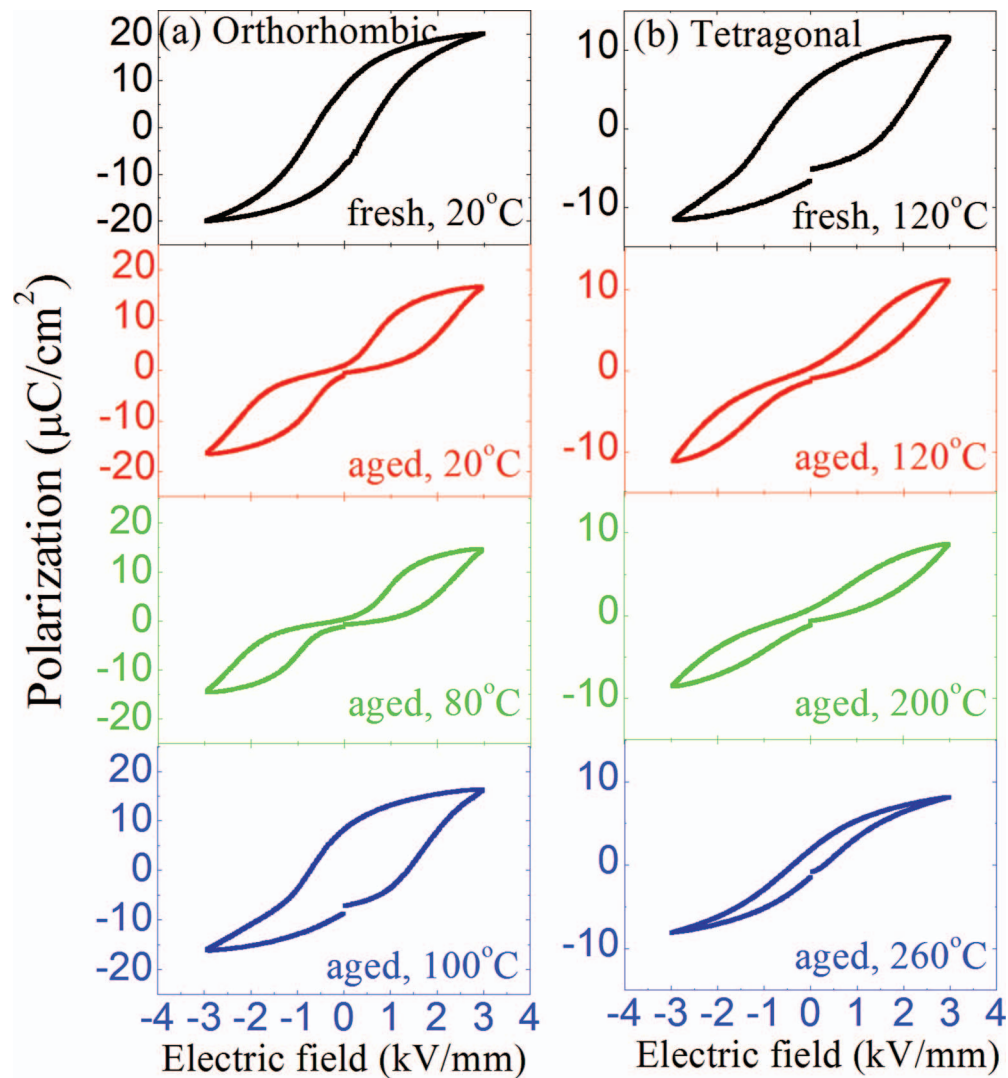 (a) Orthorhombic
20
10
0
-10
-20
fresh, 20°C
(b) Tetragonal
10
0
-10
fresh, 120°C
20
10
0
-10
-20
aged, 20°C
10
0
-10
aged, 120°C
20
10
0
-10
-20
aged, 80°C
10
0
-10
aged, 200°C
20
10
0
-10
-20
aged, 100°C
10
0
-10
aged, 260°C
Polarization (μC/cm²)
-4 -3 -2 -1 0 1 2 3 4
-4 -3 -2 -1 0 1 2 3 4
Electric field (kV/mm)
Electric field (kV/mm)